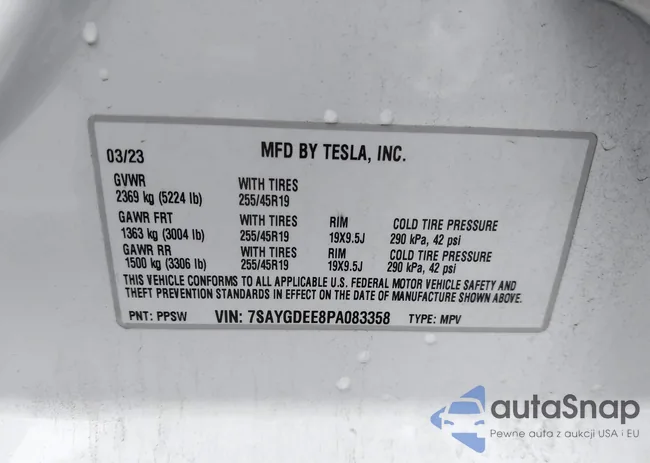 03/23 MFD BY TESLA, INC.
GVWR WITH TIRES
2369 kg (5224 lb) 255/45R19
GAWR FRT WITH TIRES RIM COLD TIRE PRESSURE
1363 kg (3004 lb) 255/45R19 19X9.5J 290 kPa, 42 psi
GAWR RR WITH TIRES RIM COLD TIRE PRESSURE
1500 kg (3306 lb) 255/45R19 19X9.5J 290 kPa, 42 psi
THIS VEHICLE CONFORMS TO ALL APPLICABLE U.S. FEDERAL MOTOR VEHICLE SAFETY AND
THEFT PREVENTION STANDARDS IN EFFECT ON THE DATE OF MANUFACTURE SHOWN ABOVE.
PNT: PPSW VIN: 7SAYGDEE8PA083358 TYPE: MPV
autaSnap
Pewne auta z aukcji USA i EU